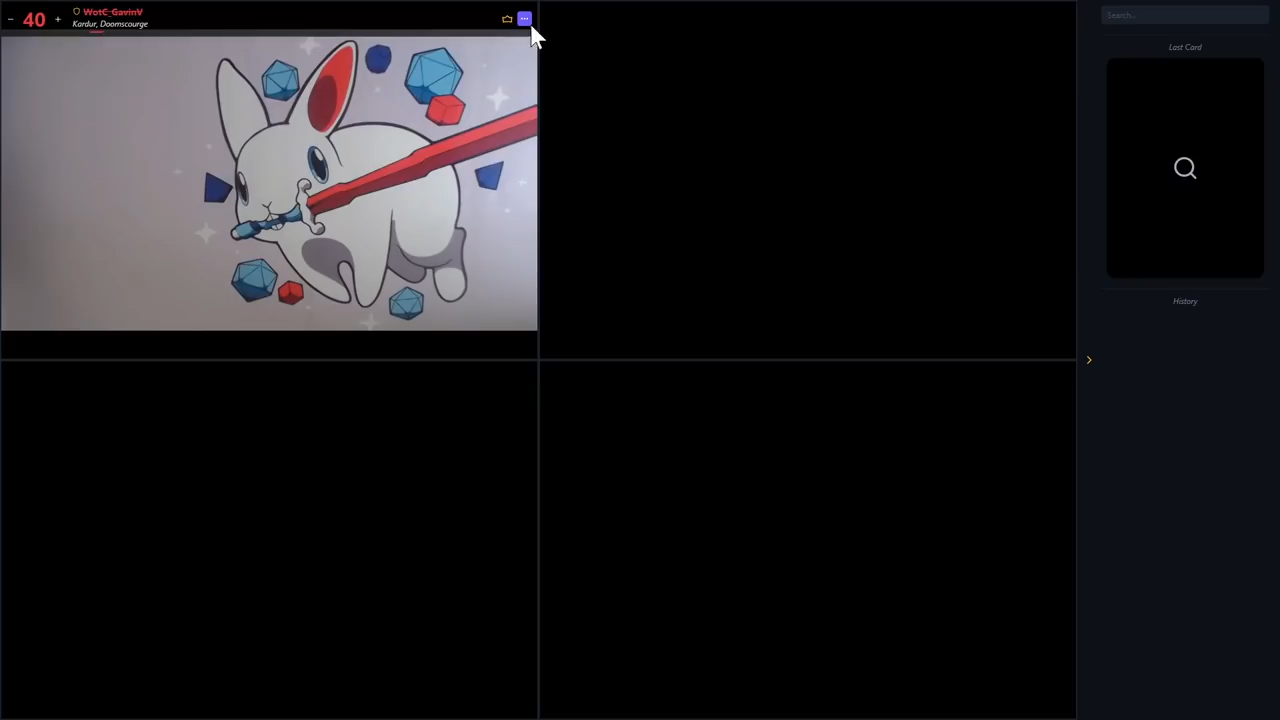 − 40 + WotC_GavinV
Kardur, Doomscourge
Search...
Last Card
History